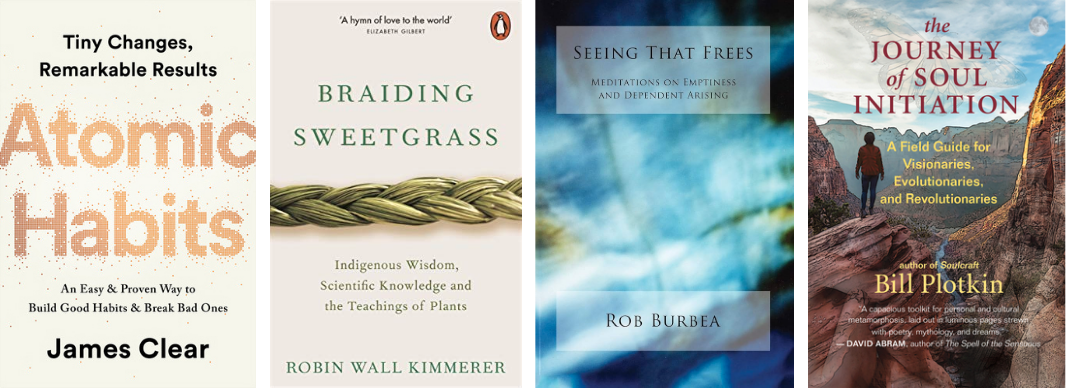 Tiny Changes,
Remarkable Results
Atomic
Habits
An Easy & Proven Way to
Build Good Habits & Break Bad Ones
James Clear
'A hymn of love to the world'
ELIZABETH GILBERT
BRAIDING
SWEETGRASS
Indigenous Wisdom,
Scientific Knowledge and
the Teachings of Plants
ROBIN WALL KIMMERER
Seeing That Frees
Meditations on Emptiness
and Dependent Arising
Rob Burbea
the
JOURNEY
of SOUL
INITIATION
A Field Guide for
Visionaries,
Evolutionaries,
and Revolutionaries
author of Soulcraft
Bill Plotkin
"A capacious toolkit for personal and cultural
metamorphosis, laid out in luminous pages strewn
with poetry, mythology, and dreams."
— DAVID ABRAM, author of The Spell of the Sensuous